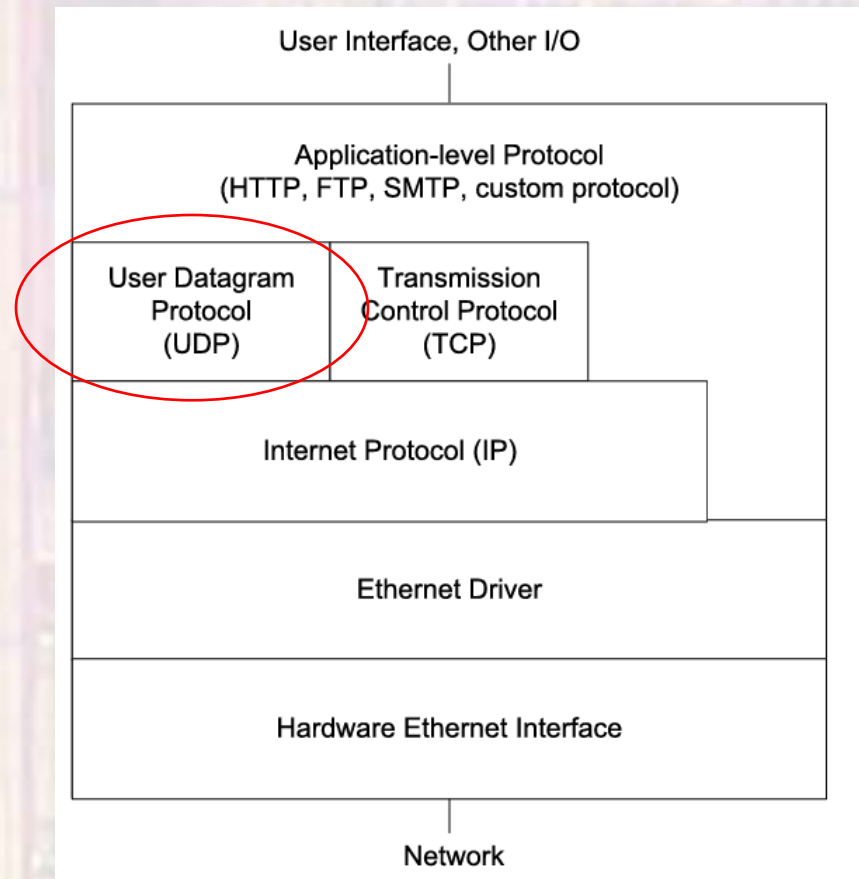 User Interface, Other I/O
Application-level Protocol
(HTTP, FTP, SMTP, custom protocol)
User Datagram
Protocol
(UDP)
Transmission
Control Protocol
(TCP)
Internet Protocol (IP)
Ethernet Driver
Hardware Ethernet Interface
Network